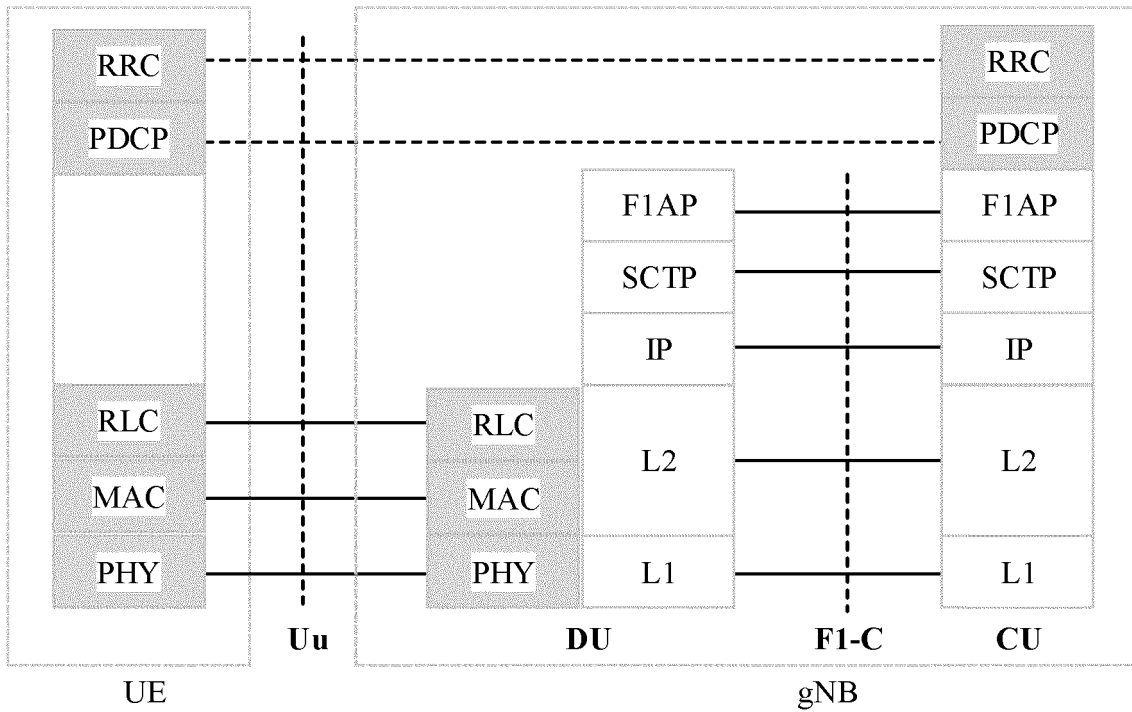 RRC
PDCP
RLC
MAC
PHY
Uu
RLC
MAC
PHY
F1AP
SCTP
IP
L2
L1
DU
F1-C
RRC
PDCP
F1AP
SCTP
IP
L2
L1
CU
UE
gNB